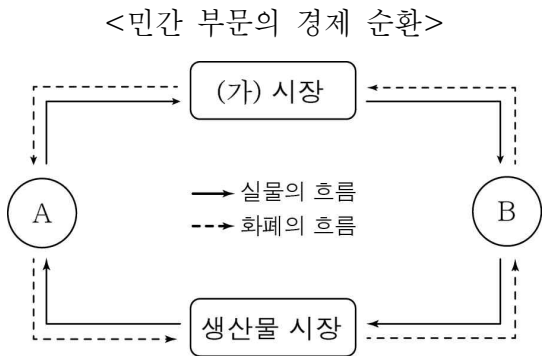 <민간 부문의 경제 순환>
(가) 시장
A
실물의 흐름
화폐의 흐름
B
생산물 시장